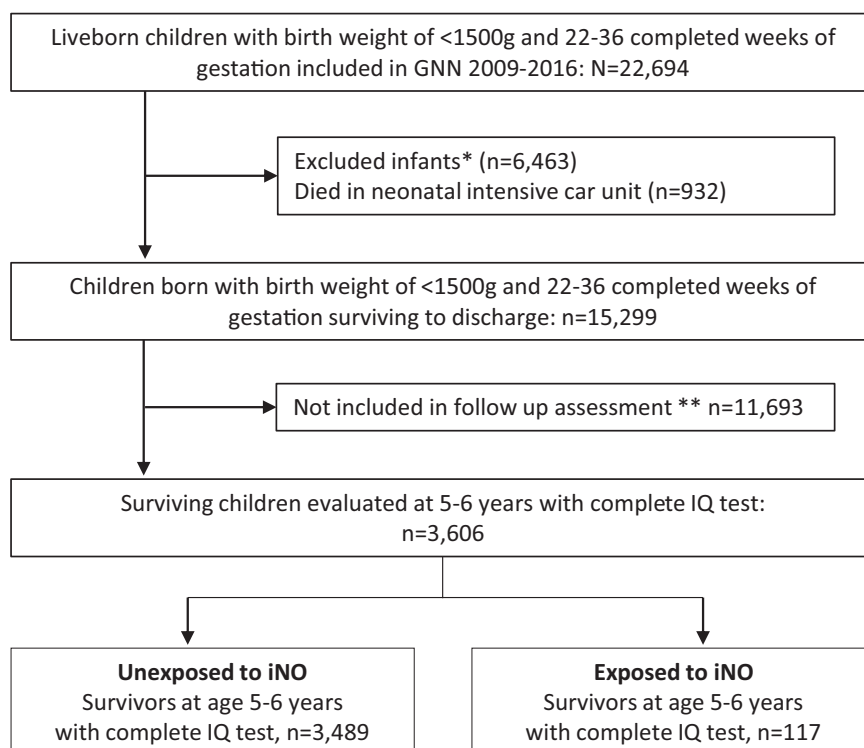 Liveborn children with birth weight of <1500g and 22-36 completed weeks of
gestation included in GNN 2009-2016: N=22,694
Excluded infants* (n=6,463)
Died in neonatal intensive car unit (n=932)
Children born with birth weight of <1500g and 22-36 completed weeks of
gestation surviving to discharge: n=15,299
Not included in follow up assessment ** n=11,693
Surviving children evaluated at 5-6 years with complete IQ test:
n=3,606
Unexposed to iNO
Survivors at age 5-6 years
with complete IQ test, n=3,489
Exposed to iNO
Survivors at age 5-6 years
with complete IQ test, n=117